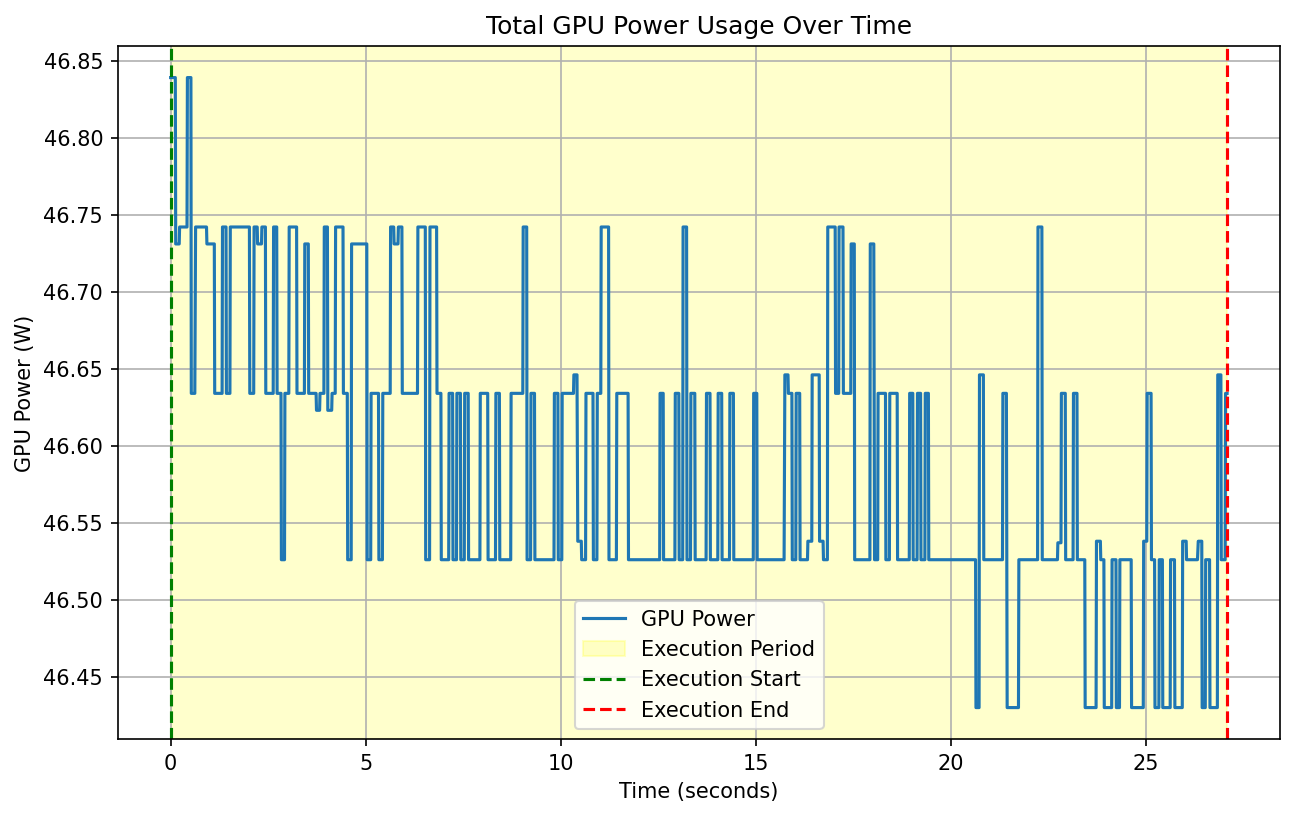 Total GPU Power Usage Over Time
46.85
46.80
46.75
46.70
46.65
46.60
46.55
46.50
46.45
GPU Power (W)
GPU Power
Execution Period
Execution Start
Execution End
0 5 10 15 20 25
Time (seconds)